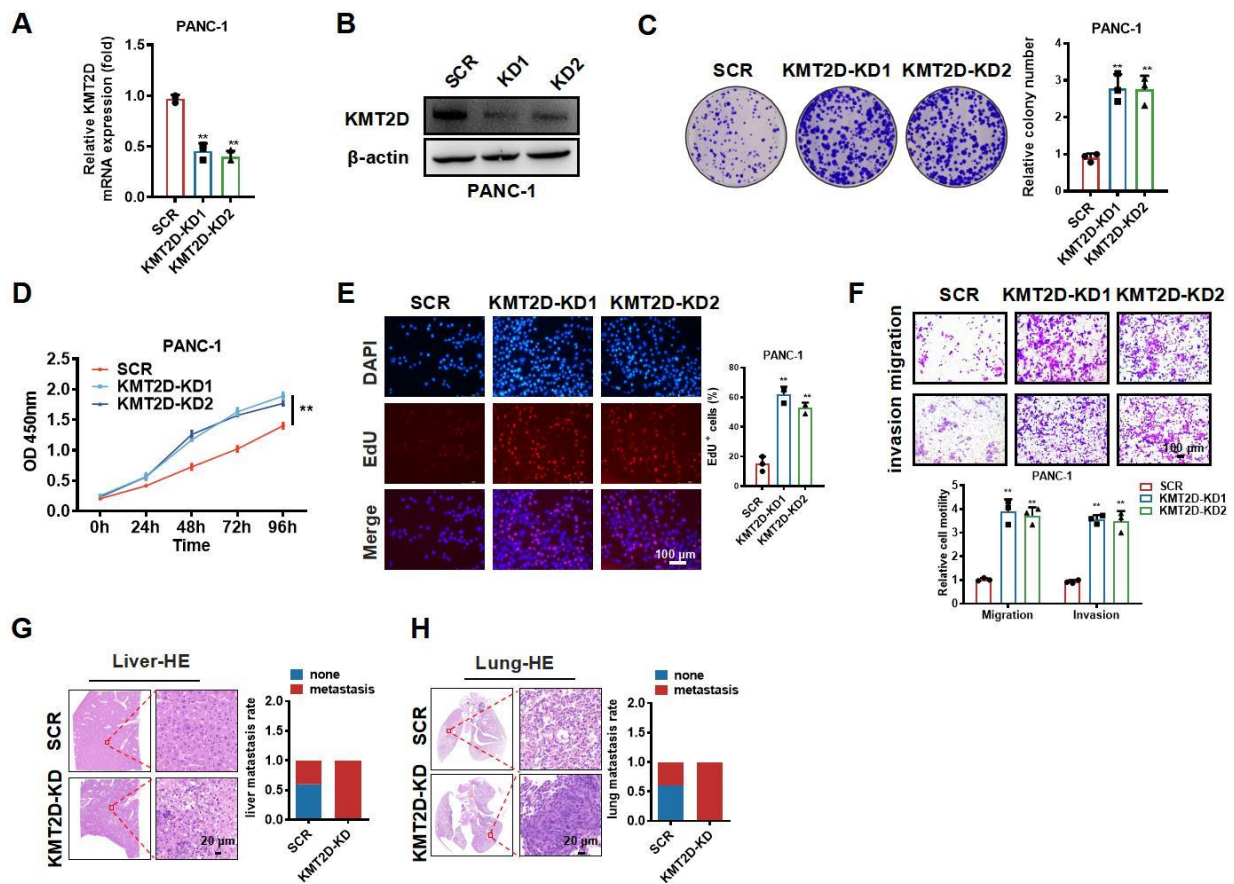 A
PANC-1
Relative KMT2D
mRNA expression (fold)
1.5
1.0
0.5
0.0
**
**
SCR
KMT2D-KD1
KMT2D-KD2
B
SCR
KD1
KD2
KMT2D
β-actin
PANC-1
C
SCR
KMT2D-KD1
KMT2D-KD2
PANC-1
Relative colony number
4
3
2
1
0
**
**
SCR
KMT2D-KD1
KMT2D-KD2
D
PANC-1
OD 450nm
2.5
2.0
1.5
1.0
0.5
0.0
SCR
KMT2D-KD1
KMT2D-KD2
**
0h
24h
48h
72h
96h
Time
E
SCR
KMT2D-KD1
KMT2D-KD2
DAPI
EdU
Merge
100 μm
PANC-1
EdU + cells (%)
80
60
40
20
0
**
**
SCR
KMT2D-KD1
KMT2D-KD2
F
SCR
KMT2D-KD1
KMT2D-KD2
invasion migration
100 μm
PANC-1
Relative cell motility
5
4
3
2
1
0
**
**
**
**
SCR
KMT2D-KD1
KMT2D-KD2
Migration
Invasion
G
Liver-HE
SCR
KMT2D-KD
20 μm
none
metastasis
liver metastasis rate
2.0
1.5
1.0
0.5
0.0
SCR
KMT2D-KD
H
Lung-HE
SCR
KMT2D-KD
20 μm
none
metastasis
lung metastasis rate
2.0
1.5
1.0
0.5
0.0
SCR
KMT2D-KD